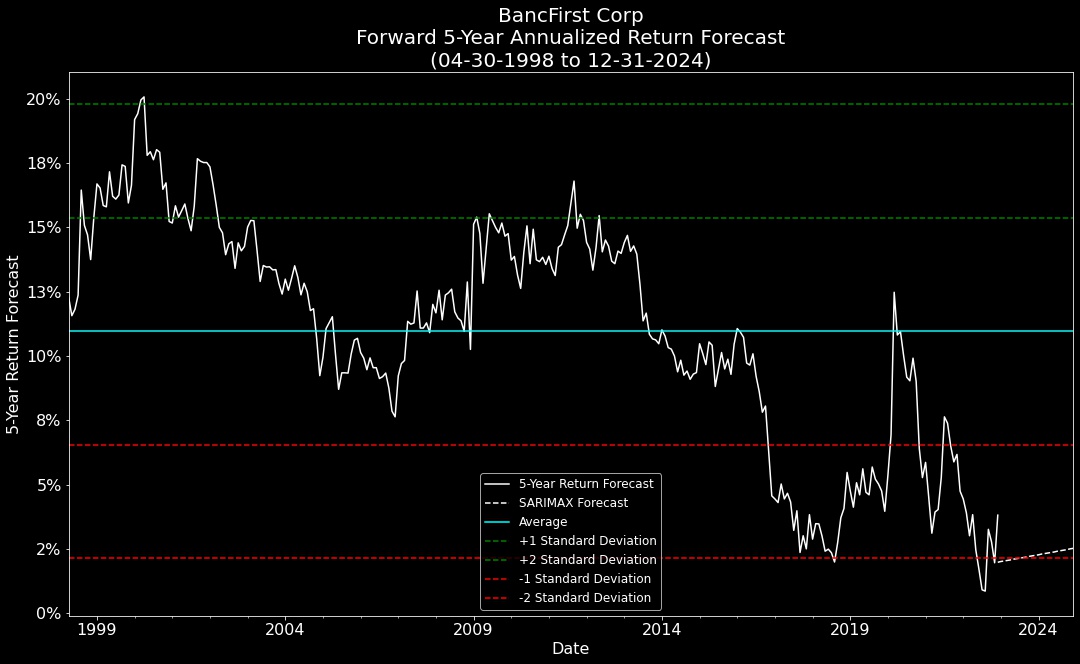 BancFirst Corp
Forward 5-Year Annualized Return Forecast
(04-30-1998 to 12-31-2024)
5-Year Return Forecast
20%
18%
15%
13%
10%
8%
5%
2%
0%
5-Year Return Forecast
SARIMAX Forecast
Average
+1 Standard Deviation
+2 Standard Deviation
-1 Standard Deviation
-2 Standard Deviation
1999 2004 2009 2014 2019 2024
Date